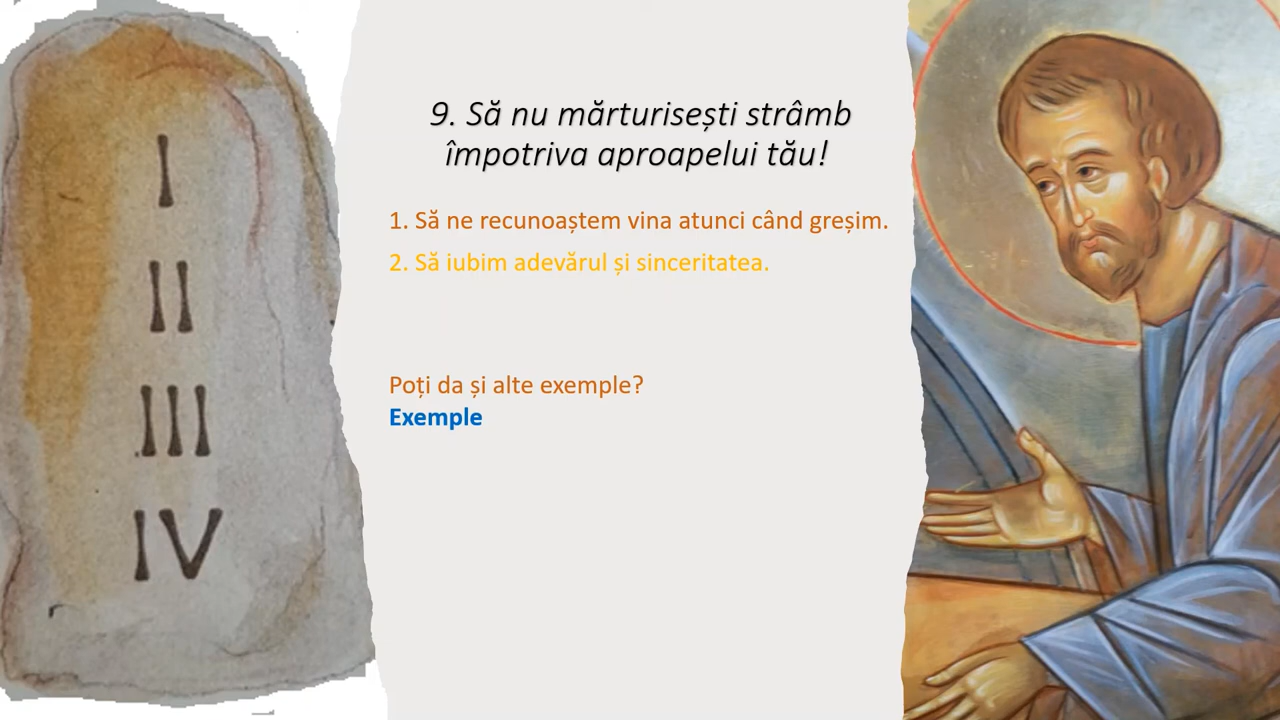 I
II
III
IV
9. Să nu mărturisești strâmb
împotriva aproapelui tău!
1. Să ne recunoaștem vina atunci când greșim.
2. Să iubim adevărul și sinceritatea.
Poți da și alte exemple?
Exemple